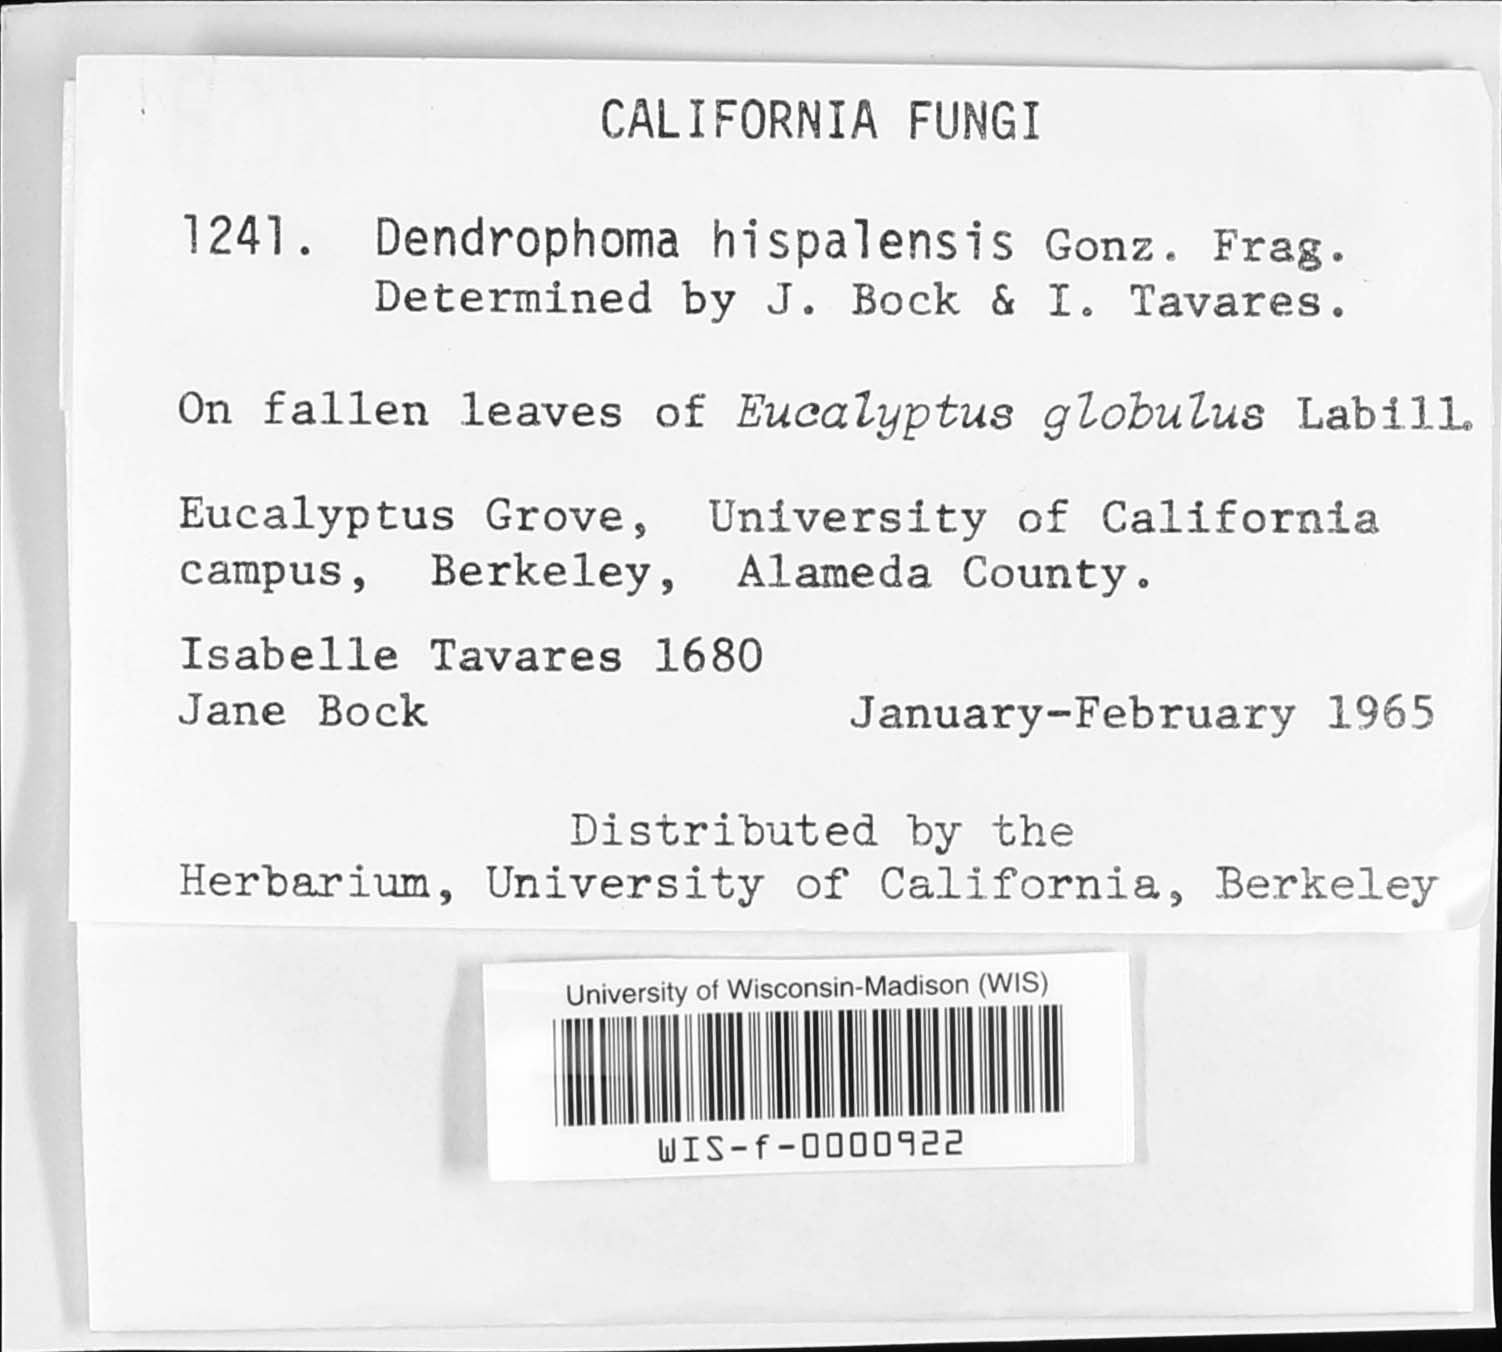 CALIFORNIA FUNGI
1241. Dendrophoma hispalensis Gonz. Frag.
Determined by J. Bock & I. Tavares.
On fallen leaves of Eucalyptus globulus Labill.
Eucalyptus Grove, University of California
campus, Berkeley, Alameda County.
Isabelle Tavares 1680
Jane Bock January-February 1965
Distributed by the
Herbarium, University of California, Berkeley
University of Wisconsin-Madison (WIS)
WIS-f-0000922